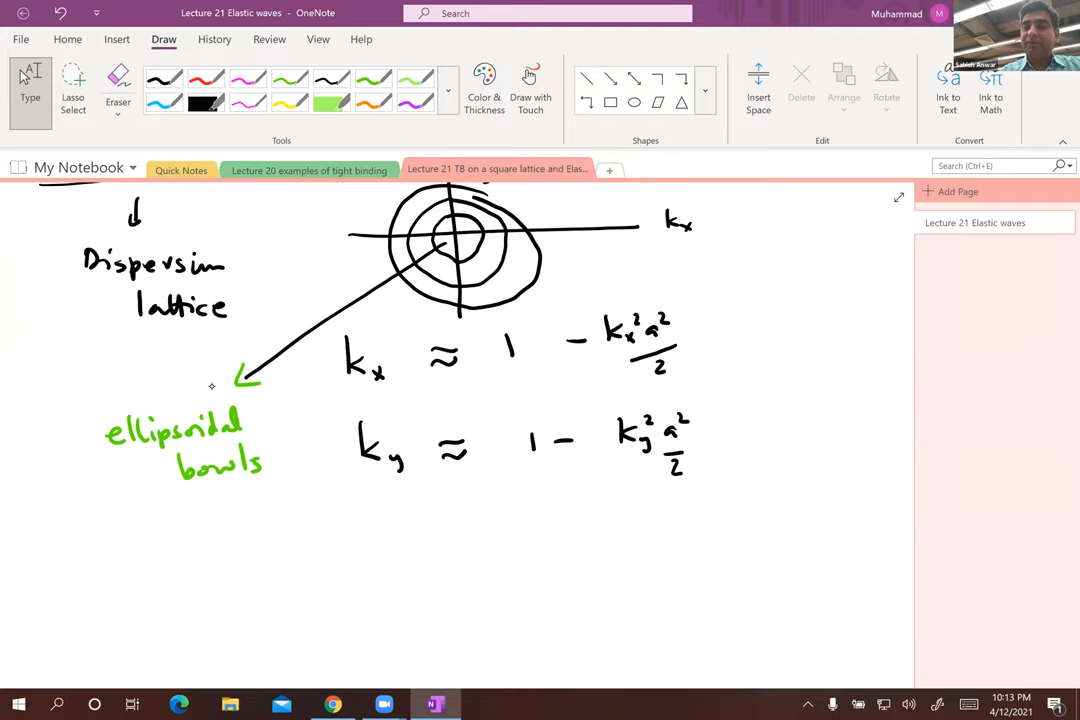 Lecture 21 Elastic waves - OneNote
Search
Muhammad
M
Sabieh Anwar
File
Home
Insert
Draw
History
Review
View
Help
Type
Lasso Select
Eraser
Color & Thickness
Draw with Touch
Insert Space
Delete
Arrange
Rotate
Ink to Text
Ink to Math
Tools
Shapes
Edit
Convert
My Notebook
Quick Notes
Lecture 20 examples of tight binding
Lecture 21 TB on a square lattice and Elas...
Search (Ctrl+E)
Add Page
Lecture 21 Elastic waves
kx
Dispersion
lattice
kx ≈ 1 - kx²a²/2
ellipsoidal
bowls
ky ≈ 1 - ky²a²/2
10:13 PM
4/12/2021
1